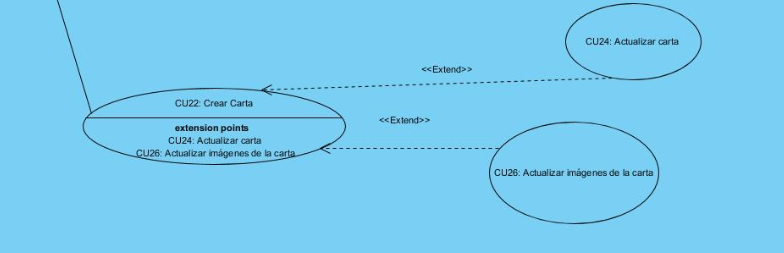 CU24: Actualizar carta
<<Extend>>
CU22: Crear Carta
<<Extend>>
extension points
CU24: Actualizar carta
CU26: Actualizar imágenes de la carta
CU26: Actualizar imágenes de la carta